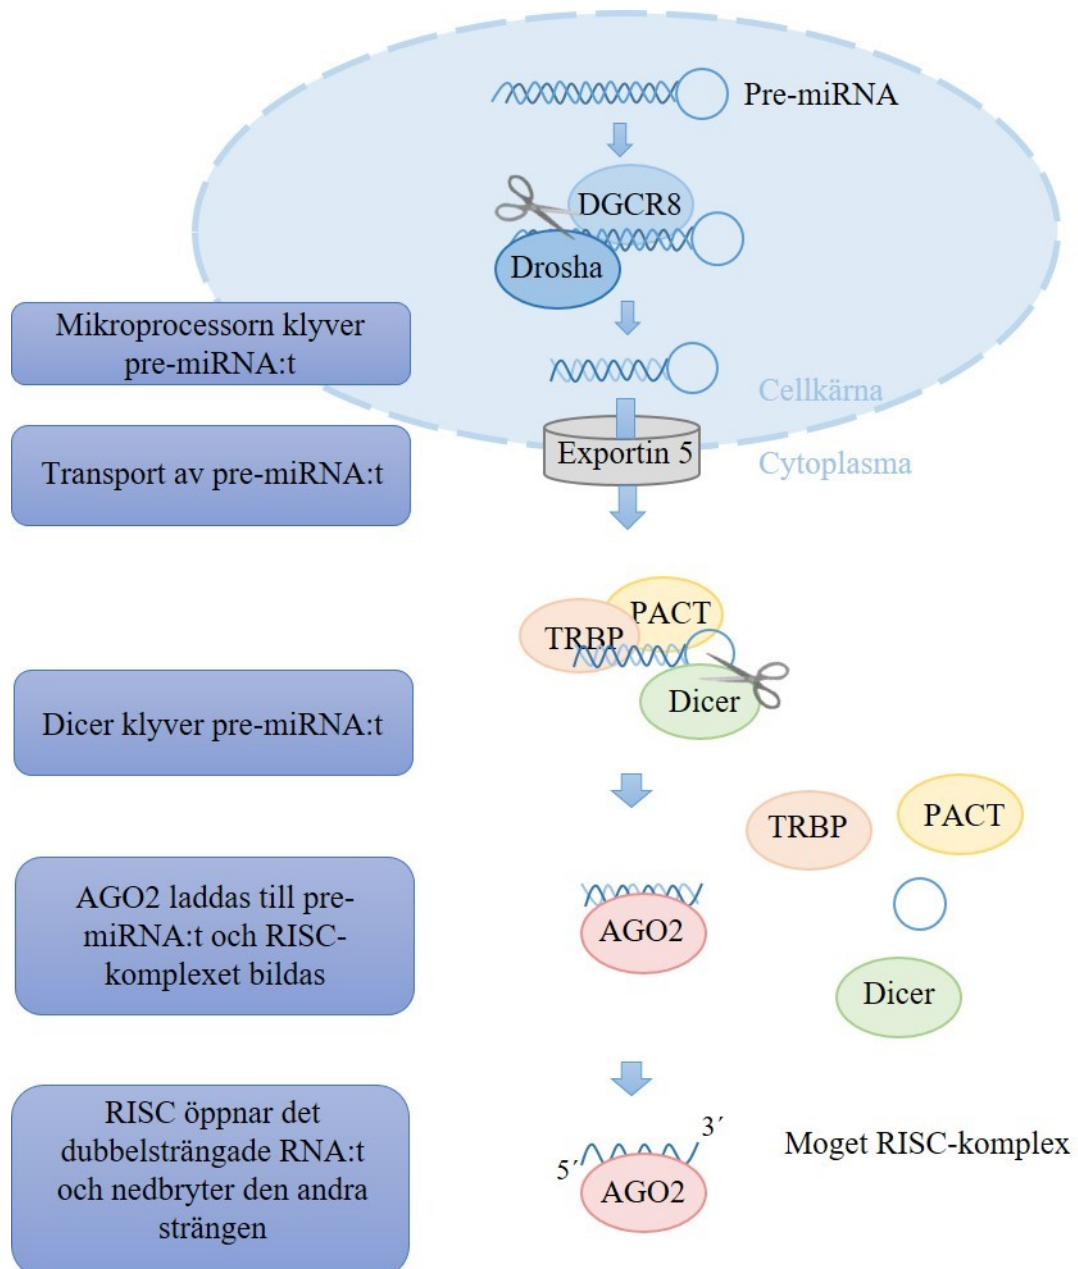 Pre-miRNA
DGCR8
Drosha
Mikroprocessorn klyver
pre-miRNA:t
Cellkärna
Transport av pre-miRNA:t
Exportin 5
Cytoplasma
PACT
TRBP
Dicer klyver pre-miRNA:t
Dicer
TRBP
PACT
AGO2 laddas till pre-
miRNA:t och RISC-
komplexet bildas
AGO2
Dicer
RISC öppnar det
dubbelsträngade RNA:t
och nedbryter den andra
strängen
3´
5´
AGO2
Moget RISC-komplex